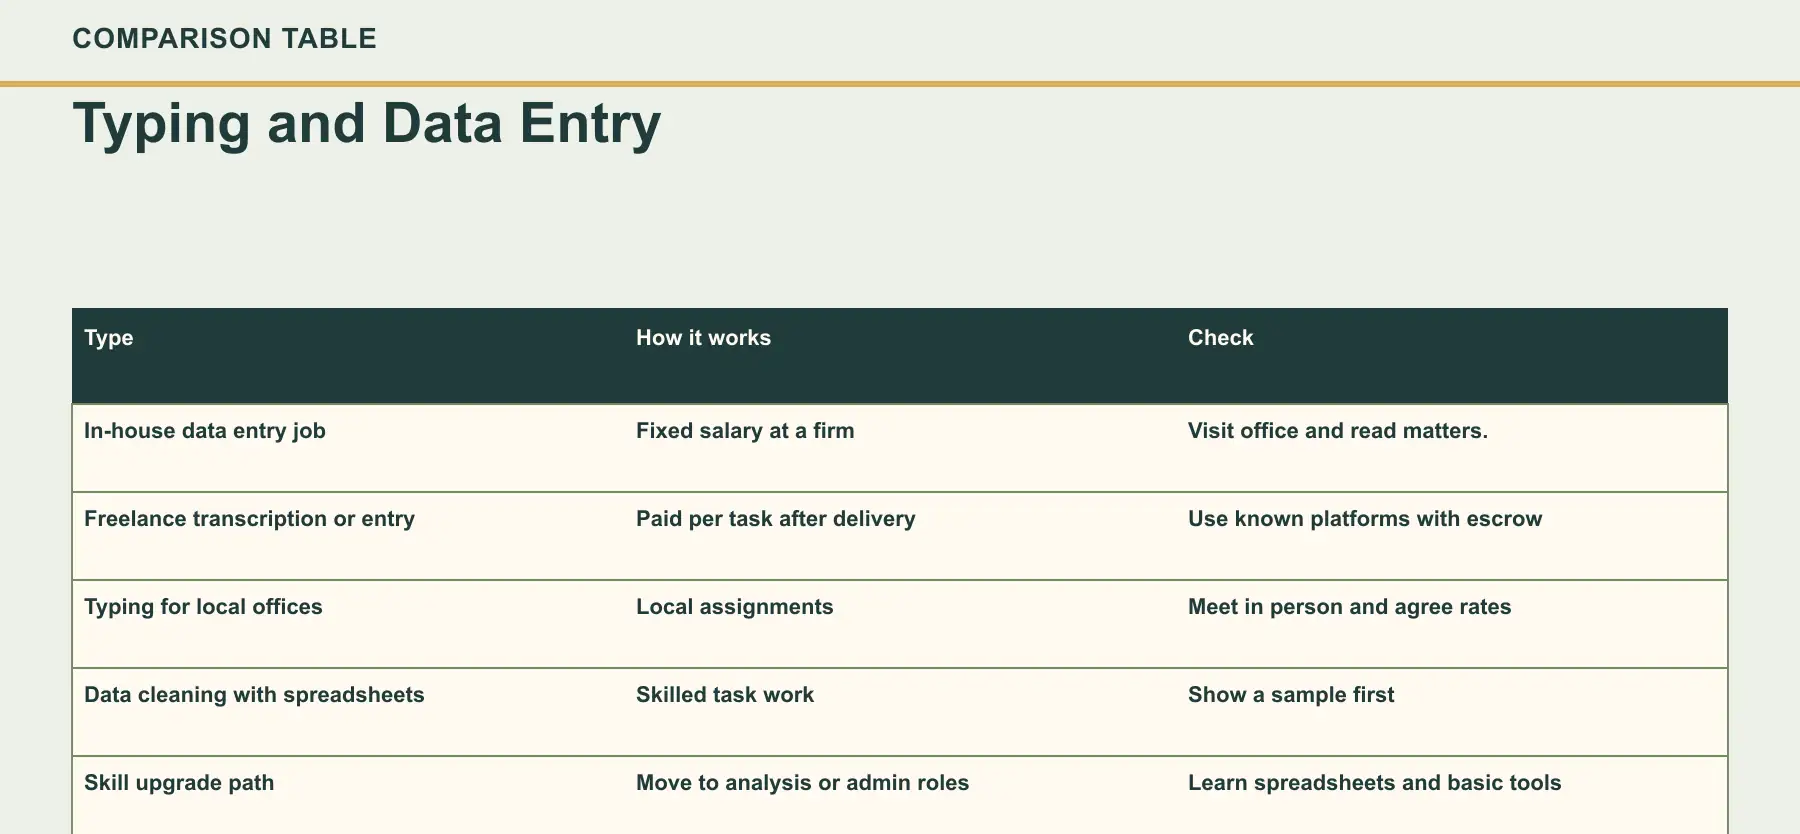 COMPARISON TABLE
Typing and Data Entry
Type How it works Check
In-house data entry job Fixed salary at a firm Visit office and read matters.
Freelance transcription or entry Paid per task after delivery Use known platforms with escrow
Typing for local offices Local assignments Meet in person and agree rates
Data cleaning with spreadsheets Skilled task work Show a sample first
Skill upgrade path Move to analysis or admin roles Learn spreadsheets and basic tools